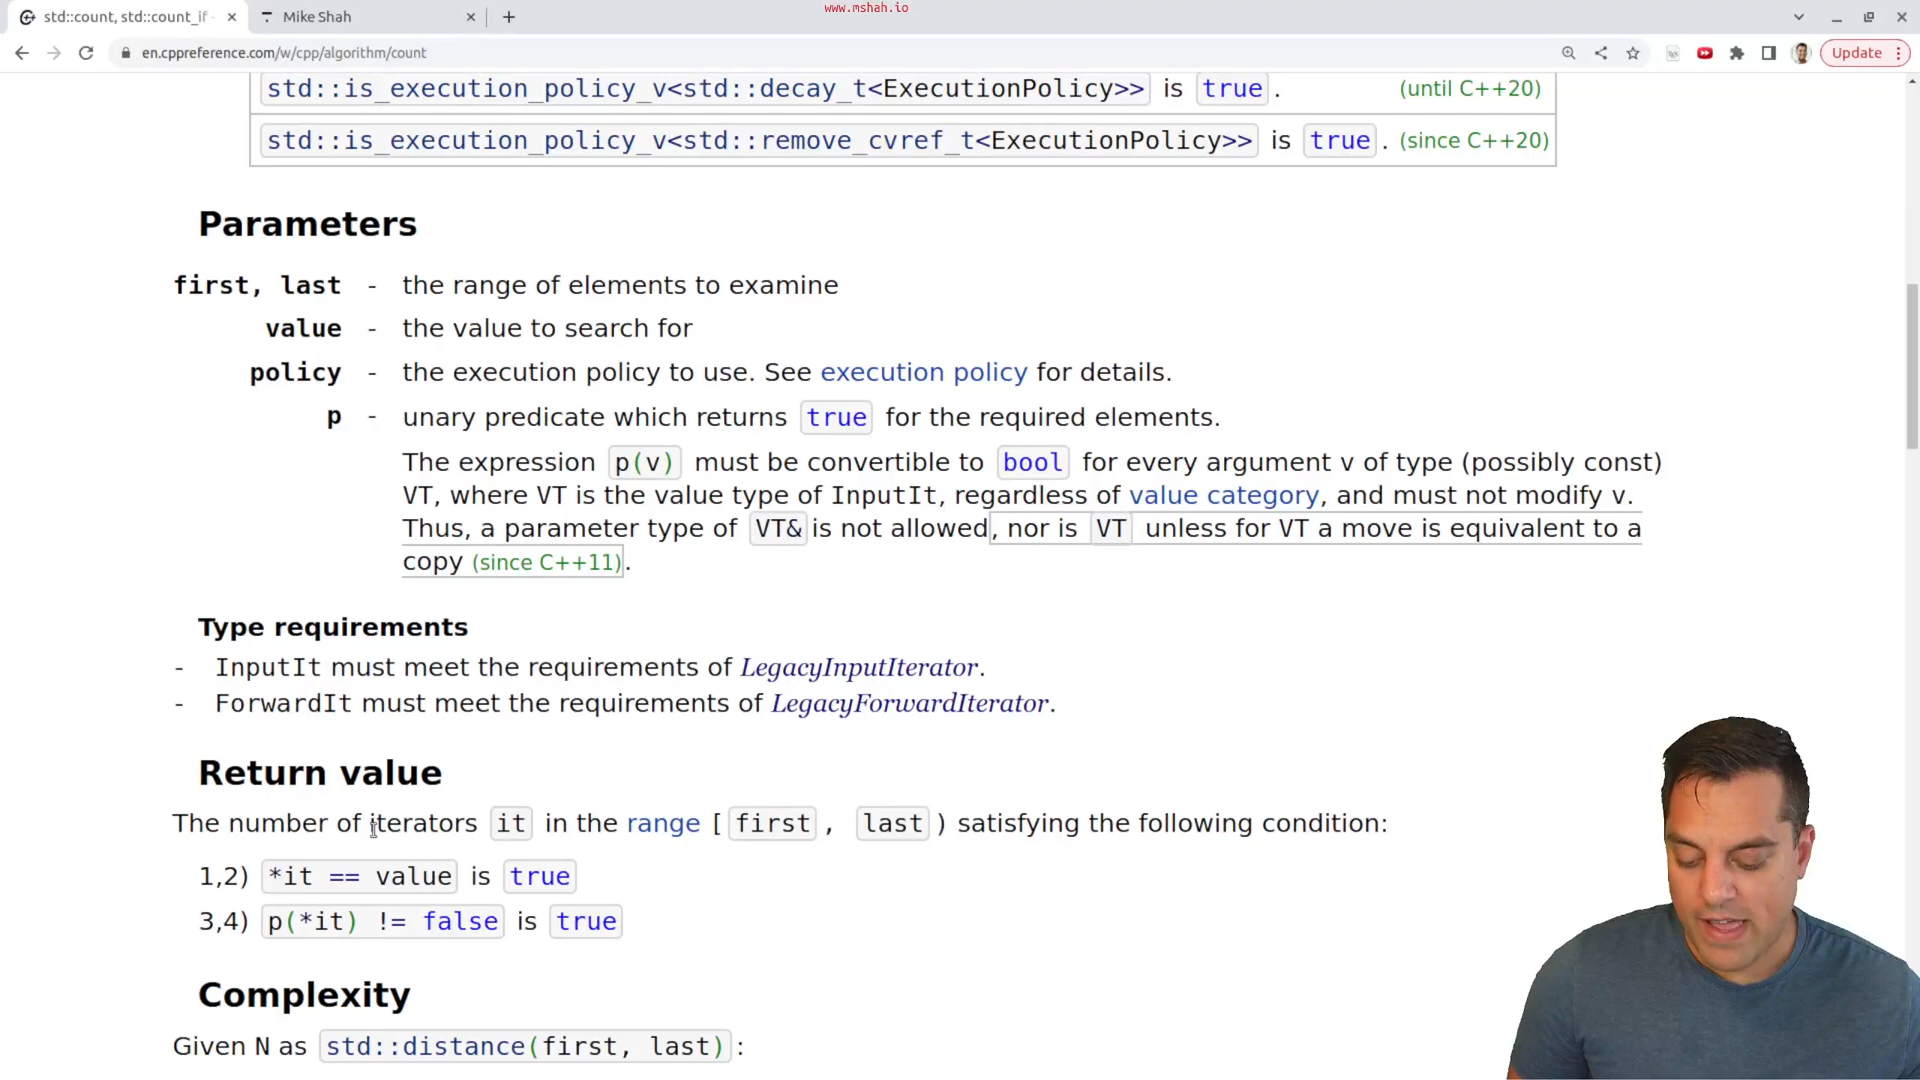 www.mshah.io
std::count, std::count_if
Mike Shah
en.cppreference.com/w/cpp/algorithm/count
Update
std::is_execution_policy_v<std::decay_t<ExecutionPolicy>> is true. (until C++20)
std::is_execution_policy_v<std::remove_cvref_t<ExecutionPolicy>> is true. (since C++20)
Parameters
first, last - the range of elements to examine
value - the value to search for
policy - the execution policy to use. See execution policy for details.
p - unary predicate which returns true for the required elements.
The expression p(v) must be convertible to bool for every argument v of type (possibly const)
VT, where VT is the value type of InputIt, regardless of value category, and must not modify v.
Thus, a parameter type of VT& is not allowed, nor is VT unless for VT a move is equivalent to a
copy (since C++11).
Type requirements
- InputIt must meet the requirements of LegacyInputIterator.
- ForwardIt must meet the requirements of LegacyForwardIterator.
Return value
The number of iterators it in the range [first, last) satisfying the following condition:
1,2) *it == value is true
3,4) p(*it) != false is true
Complexity
Given N as std::distance(first, last):